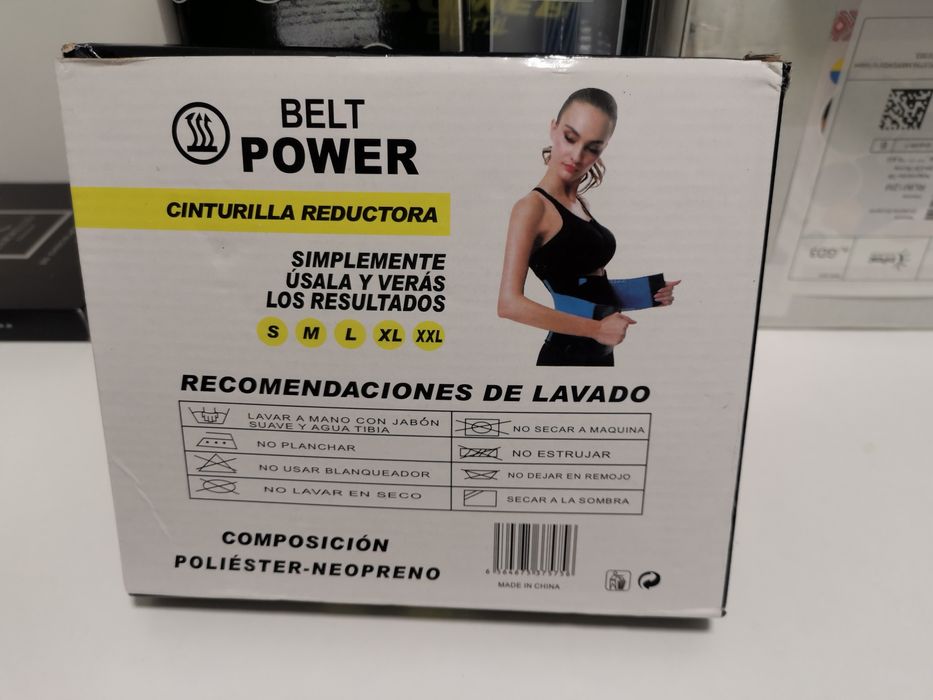 BELT
POWER
CINTURILLA REDUCTORA
SIMPLEMENTE
ÚSALA Y VERÁS
LOS RESULTADOS
S M L XL XXL
RECOMENDACIONES DE LAVADO
LAVAR A MANO CON JABÓN
SUAVE Y AGUA TIBIA
NO PLANCHAR
NO USAR BLANQUEADOR
NO LAVAR EN SECO
NO SECAR A MAQUINA
NO ESTRUJAR
NO DEJAR EN REMOJO
SECAR A LA SOMBRA
COMPOSICIÓN
POLIÉSTER-NEOPRENO
MADE IN CHINA